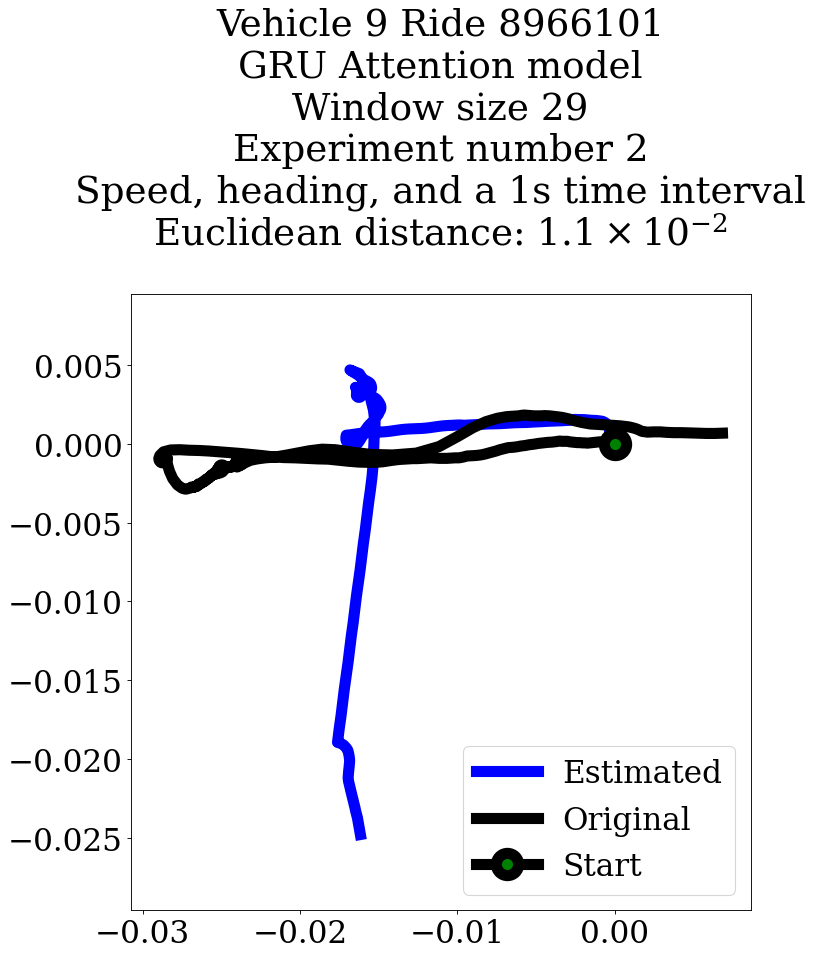 Vehicle 9 Ride 8966101
GRU Attention model
Window size 29
Experiment number 2
Speed, heading, and a 1s time interval
Euclidean distance: 1.1 × 10⁻²
0.005
0.000
−0.005
−0.010
−0.015
−0.020
−0.025
Estimated
Original
Start
−0.03
−0.02
−0.01
0.00